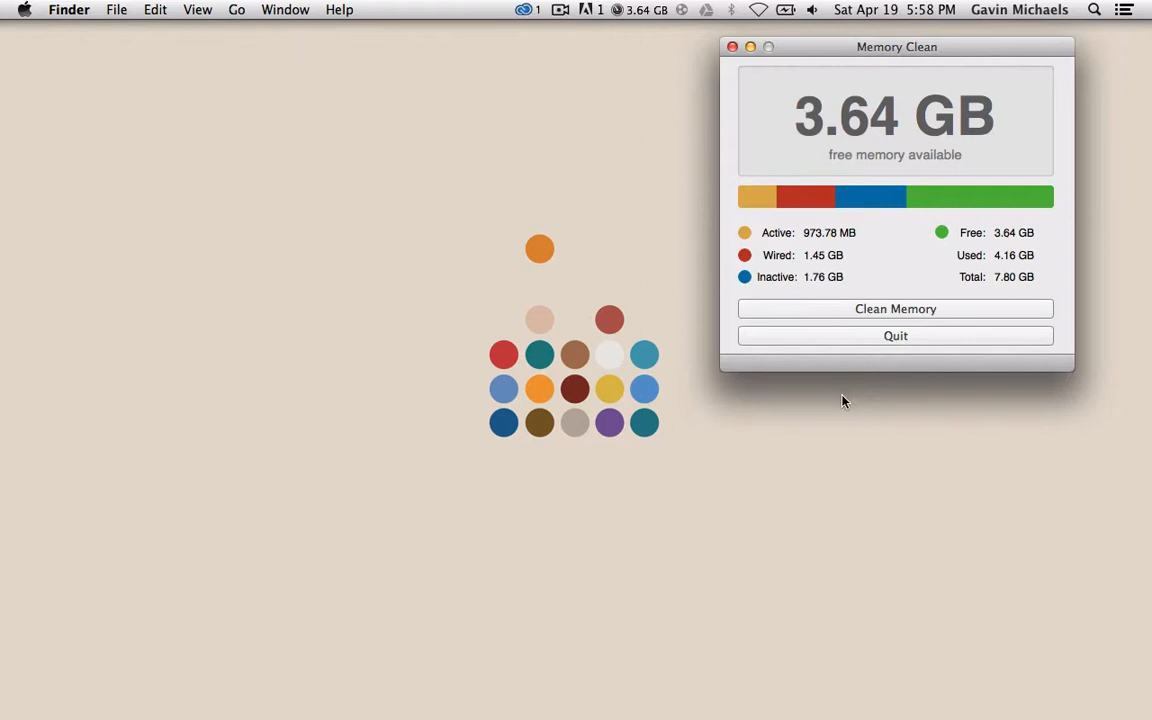 Finder File Edit View Go Window Help 1 1 3.64 GB Sat Apr 19 5:58 PM Gavin Michaels
Memory Clean
3.64 GB
free memory available
Active: 973.78 MB Free: 3.64 GB
Wired: 1.45 GB Used: 4.16 GB
Inactive: 1.76 GB Total: 7.80 GB
Clean Memory
Quit